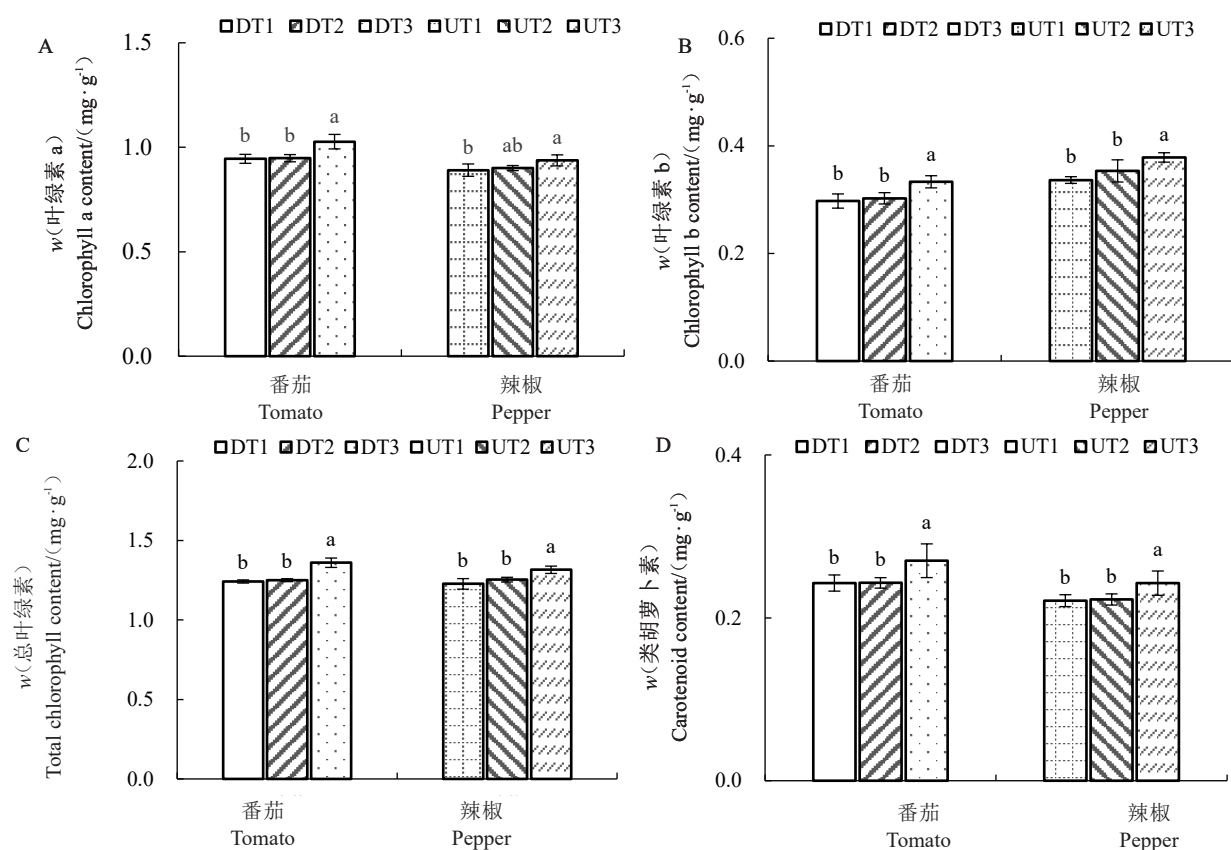 A
DT1 DT2 DT3 UT1 UT2 UT3
w(叶绿素 a)
Chlorophyll a content/(mg·g⁻¹)
1.5
1.0
0.5
0.0
b b a b ab a
番茄
Tomato
辣椒
Pepper
B
DT1 DT2 DT3 UT1 UT2 UT3
w(叶绿素 b)
Chlorophyll b content/(mg·g⁻¹)
0.6
0.4
0.2
0.0
b b a b b a
番茄
Tomato
辣椒
Pepper
C
DT1 DT2 DT3 UT1 UT2 UT3
w(总叶绿素)
Total chlorophyll content/(mg·g⁻¹)
2.0
1.5
1.0
0.5
0.0
b b a b b a
番茄
Tomato
辣椒
Pepper
D
DT1 DT2 DT3 UT1 UT2 UT3
w(类胡萝卜素)
Carotenoid content/(mg·g⁻¹)
0.4
0.2
0.0
b b a b b a
番茄
Tomato
辣椒
Pepper